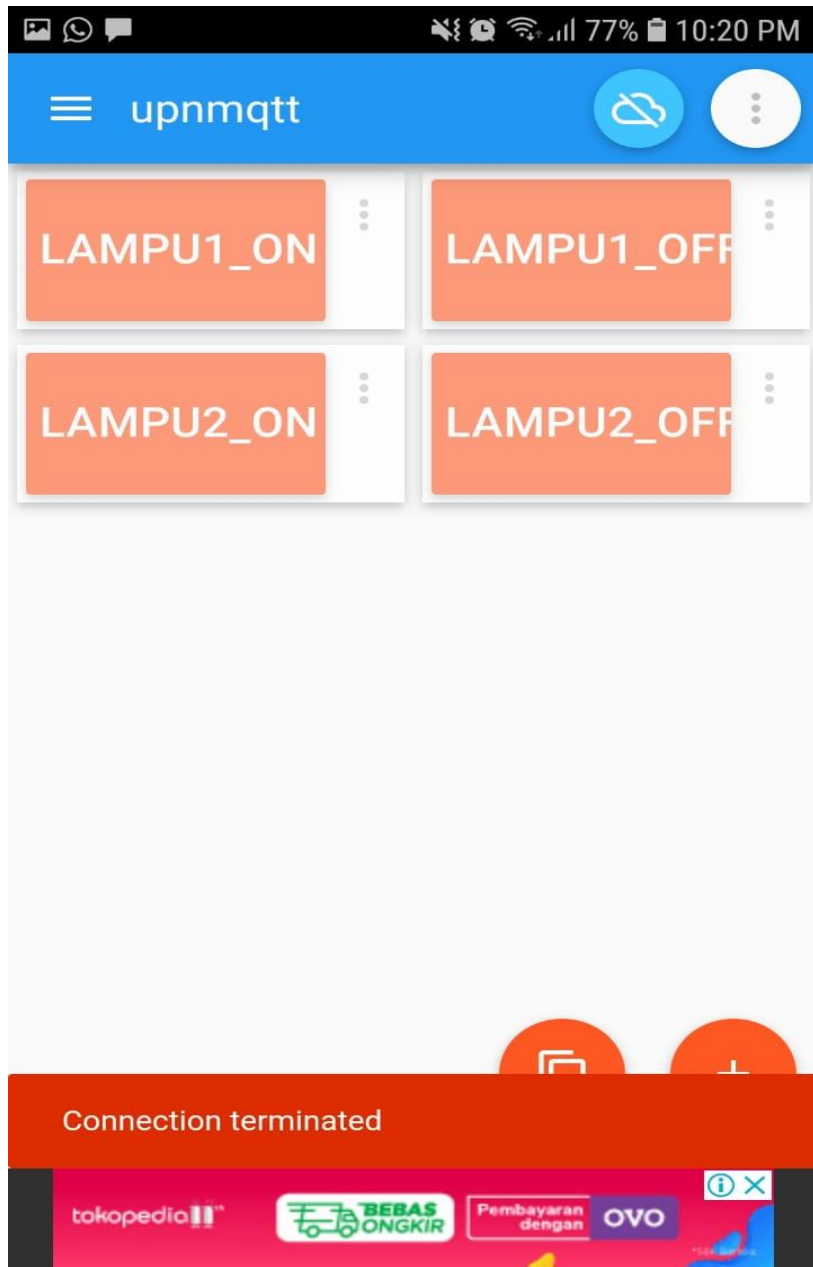 77% 10:20 PM
upnmqtt
LAMPU1_ON
LAMPU1_OFF
LAMPU2_ON
LAMPU2_OFF
Connection terminated
tokopedia
BEBAS
ONGKIR
Pembayaran
dengan
OVO